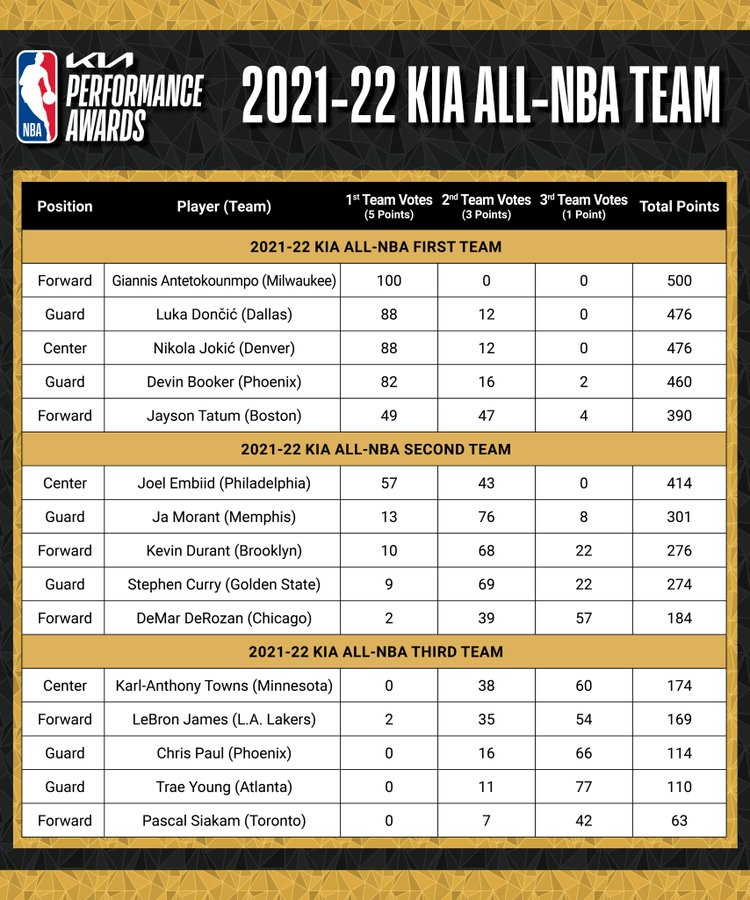 KIA
PERFORMANCE
AWARDS
NBA
2021-22 KIA ALL-NBA TEAM
Position Player (Team) 1st Team Votes (5 Points) 2nd Team Votes (3 Points) 3rd Team Votes (1 Point) Total Points
2021-22 KIA ALL-NBA FIRST TEAM
Forward Giannis Antetokounmpo (Milwaukee) 100 0 0 500
Guard Luka Dončić (Dallas) 88 12 0 476
Center Nikola Jokić (Denver) 88 12 0 476
Guard Devin Booker (Phoenix) 82 16 2 460
Forward Jayson Tatum (Boston) 49 47 4 390
2021-22 KIA ALL-NBA SECOND TEAM
Center Joel Embiid (Philadelphia) 57 43 0 414
Guard Ja Morant (Memphis) 13 76 8 301
Forward Kevin Durant (Brooklyn) 10 68 22 276
Guard Stephen Curry (Golden State) 9 69 22 274
Forward DeMar DeRozan (Chicago) 2 39 57 184
2021-22 KIA ALL-NBA THIRD TEAM
Center Karl-Anthony Towns (Minnesota) 0 38 60 174
Forward LeBron James (L.A. Lakers) 2 35 54 169
Guard Chris Paul (Phoenix) 0 16 66 114
Guard Trae Young (Atlanta) 0 11 77 110
Forward Pascal Siakam (Toronto) 0 7 42 63